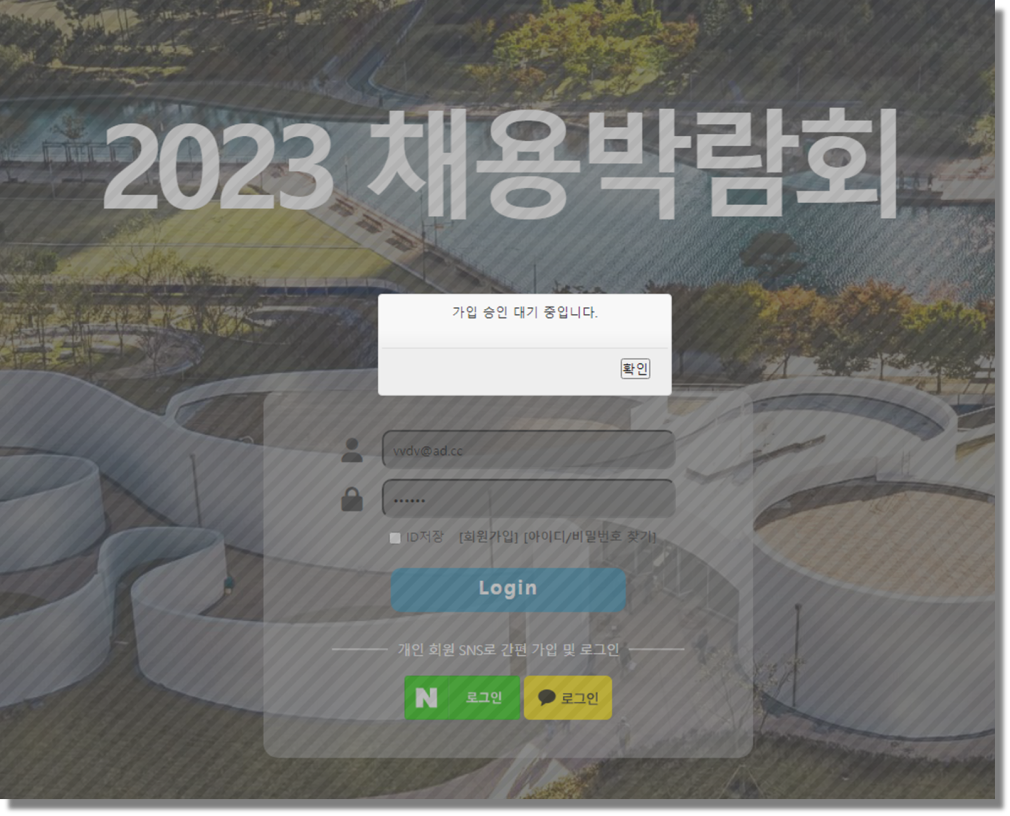 2023 채용박람회
가입 승인 대기 중입니다.
확인
vvdv@ad.cc
••••••
ID저장 [회원가입] [아이디/비밀번호 찾기]
Login
개인 회원 SNS로 간편 가입 및 로그인
N 로그인 로그인